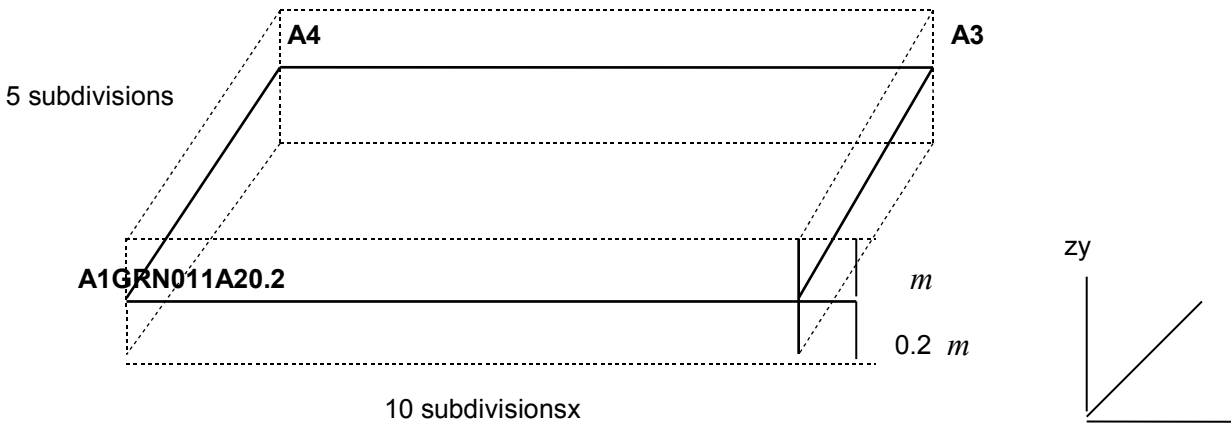 A4
A3
5 subdivisions
zy
A1GRN011A20.2
m
0.2 m
10 subdivisionsx